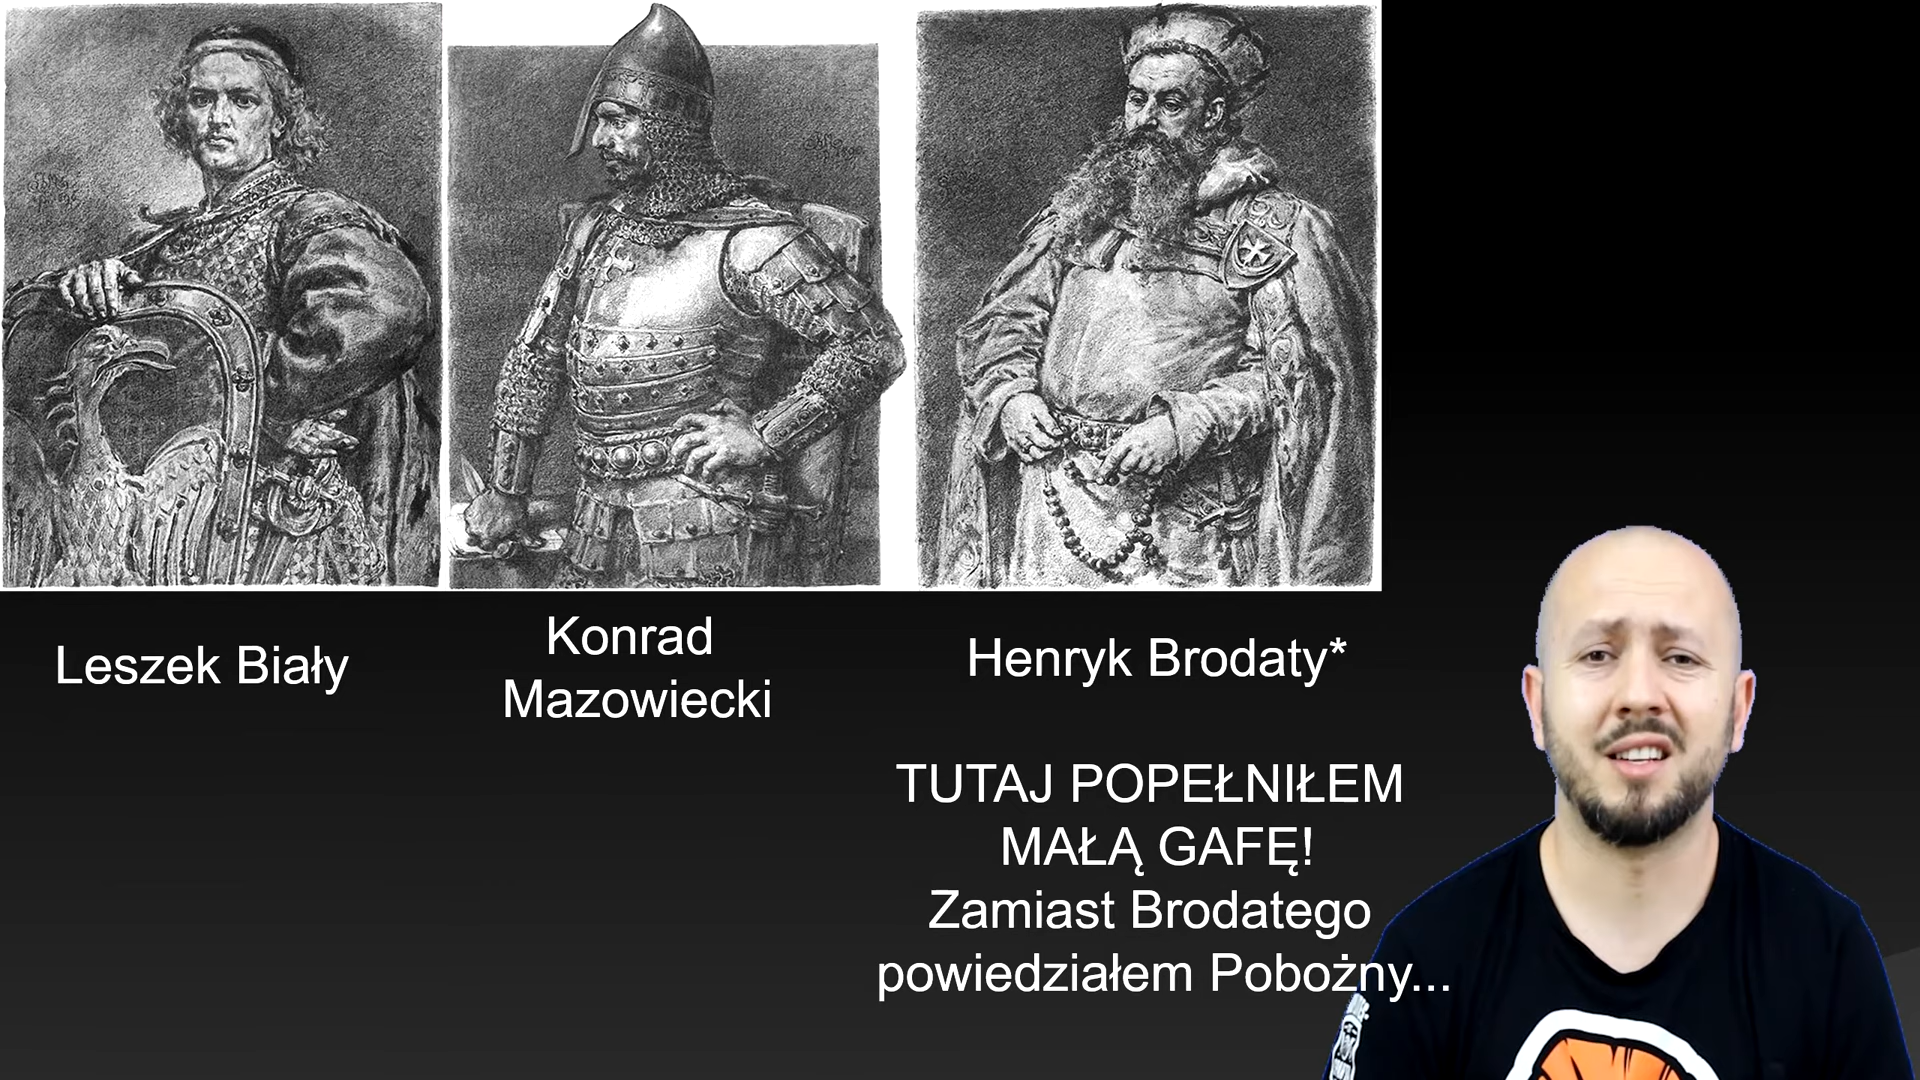 Leszek Biały
Konrad
Mazowiecki
Henryk Brodaty*
TUTAJ POPEŁNIŁEM
MAŁĄ GAFĘ!
Zamiast Brodatego
powiedziałem Pobożny...